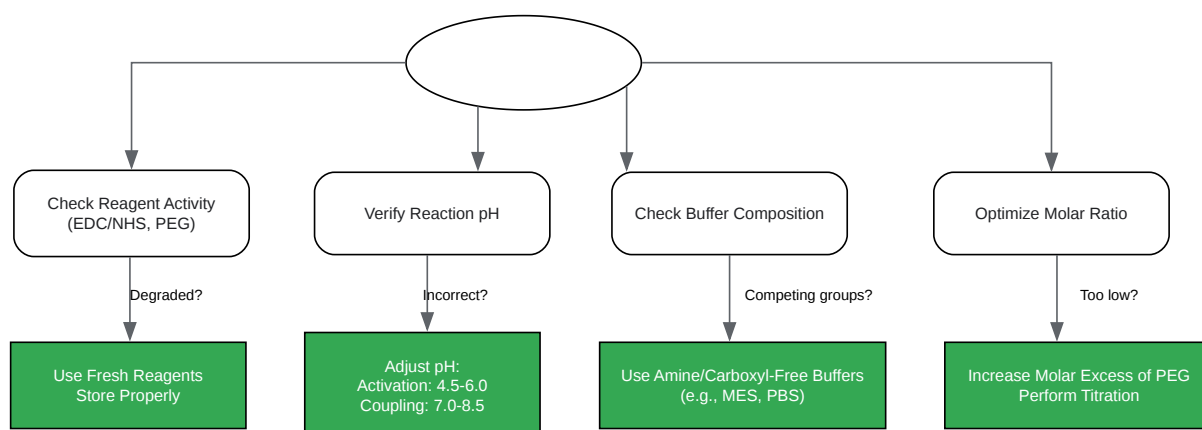 Check Reagent Activity
(EDC/NHS, PEG)
Verify Reaction pH
Check Buffer Composition
Optimize Molar Ratio
Degraded?
Incorrect?
Competing groups?
Too low?
Use Fresh Reagents
Store Properly
Adjust pH:
Activation: 4.5-6.0
Coupling: 7.0-8.5
Use Amine/Carboxyl-Free Buffers
(e.g., MES, PBS)
Increase Molar Excess of PEG
Perform Titration